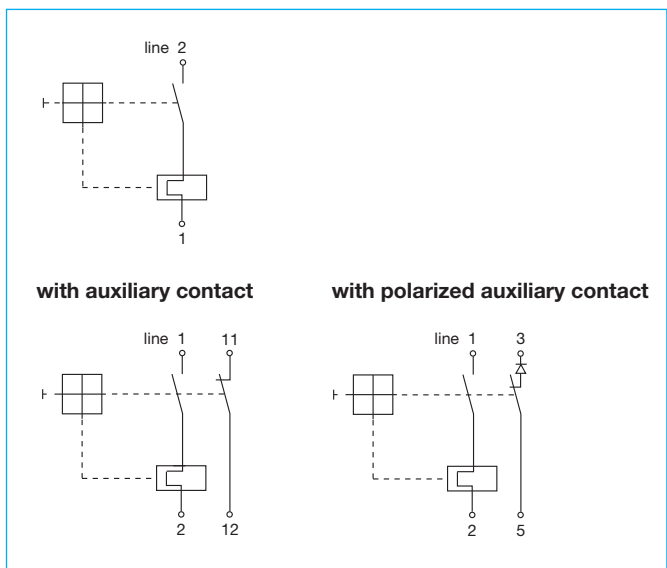 line 2
1
with auxiliary contact
with polarized auxiliary contact
line 1 11
line 1 3
2 12
2 5